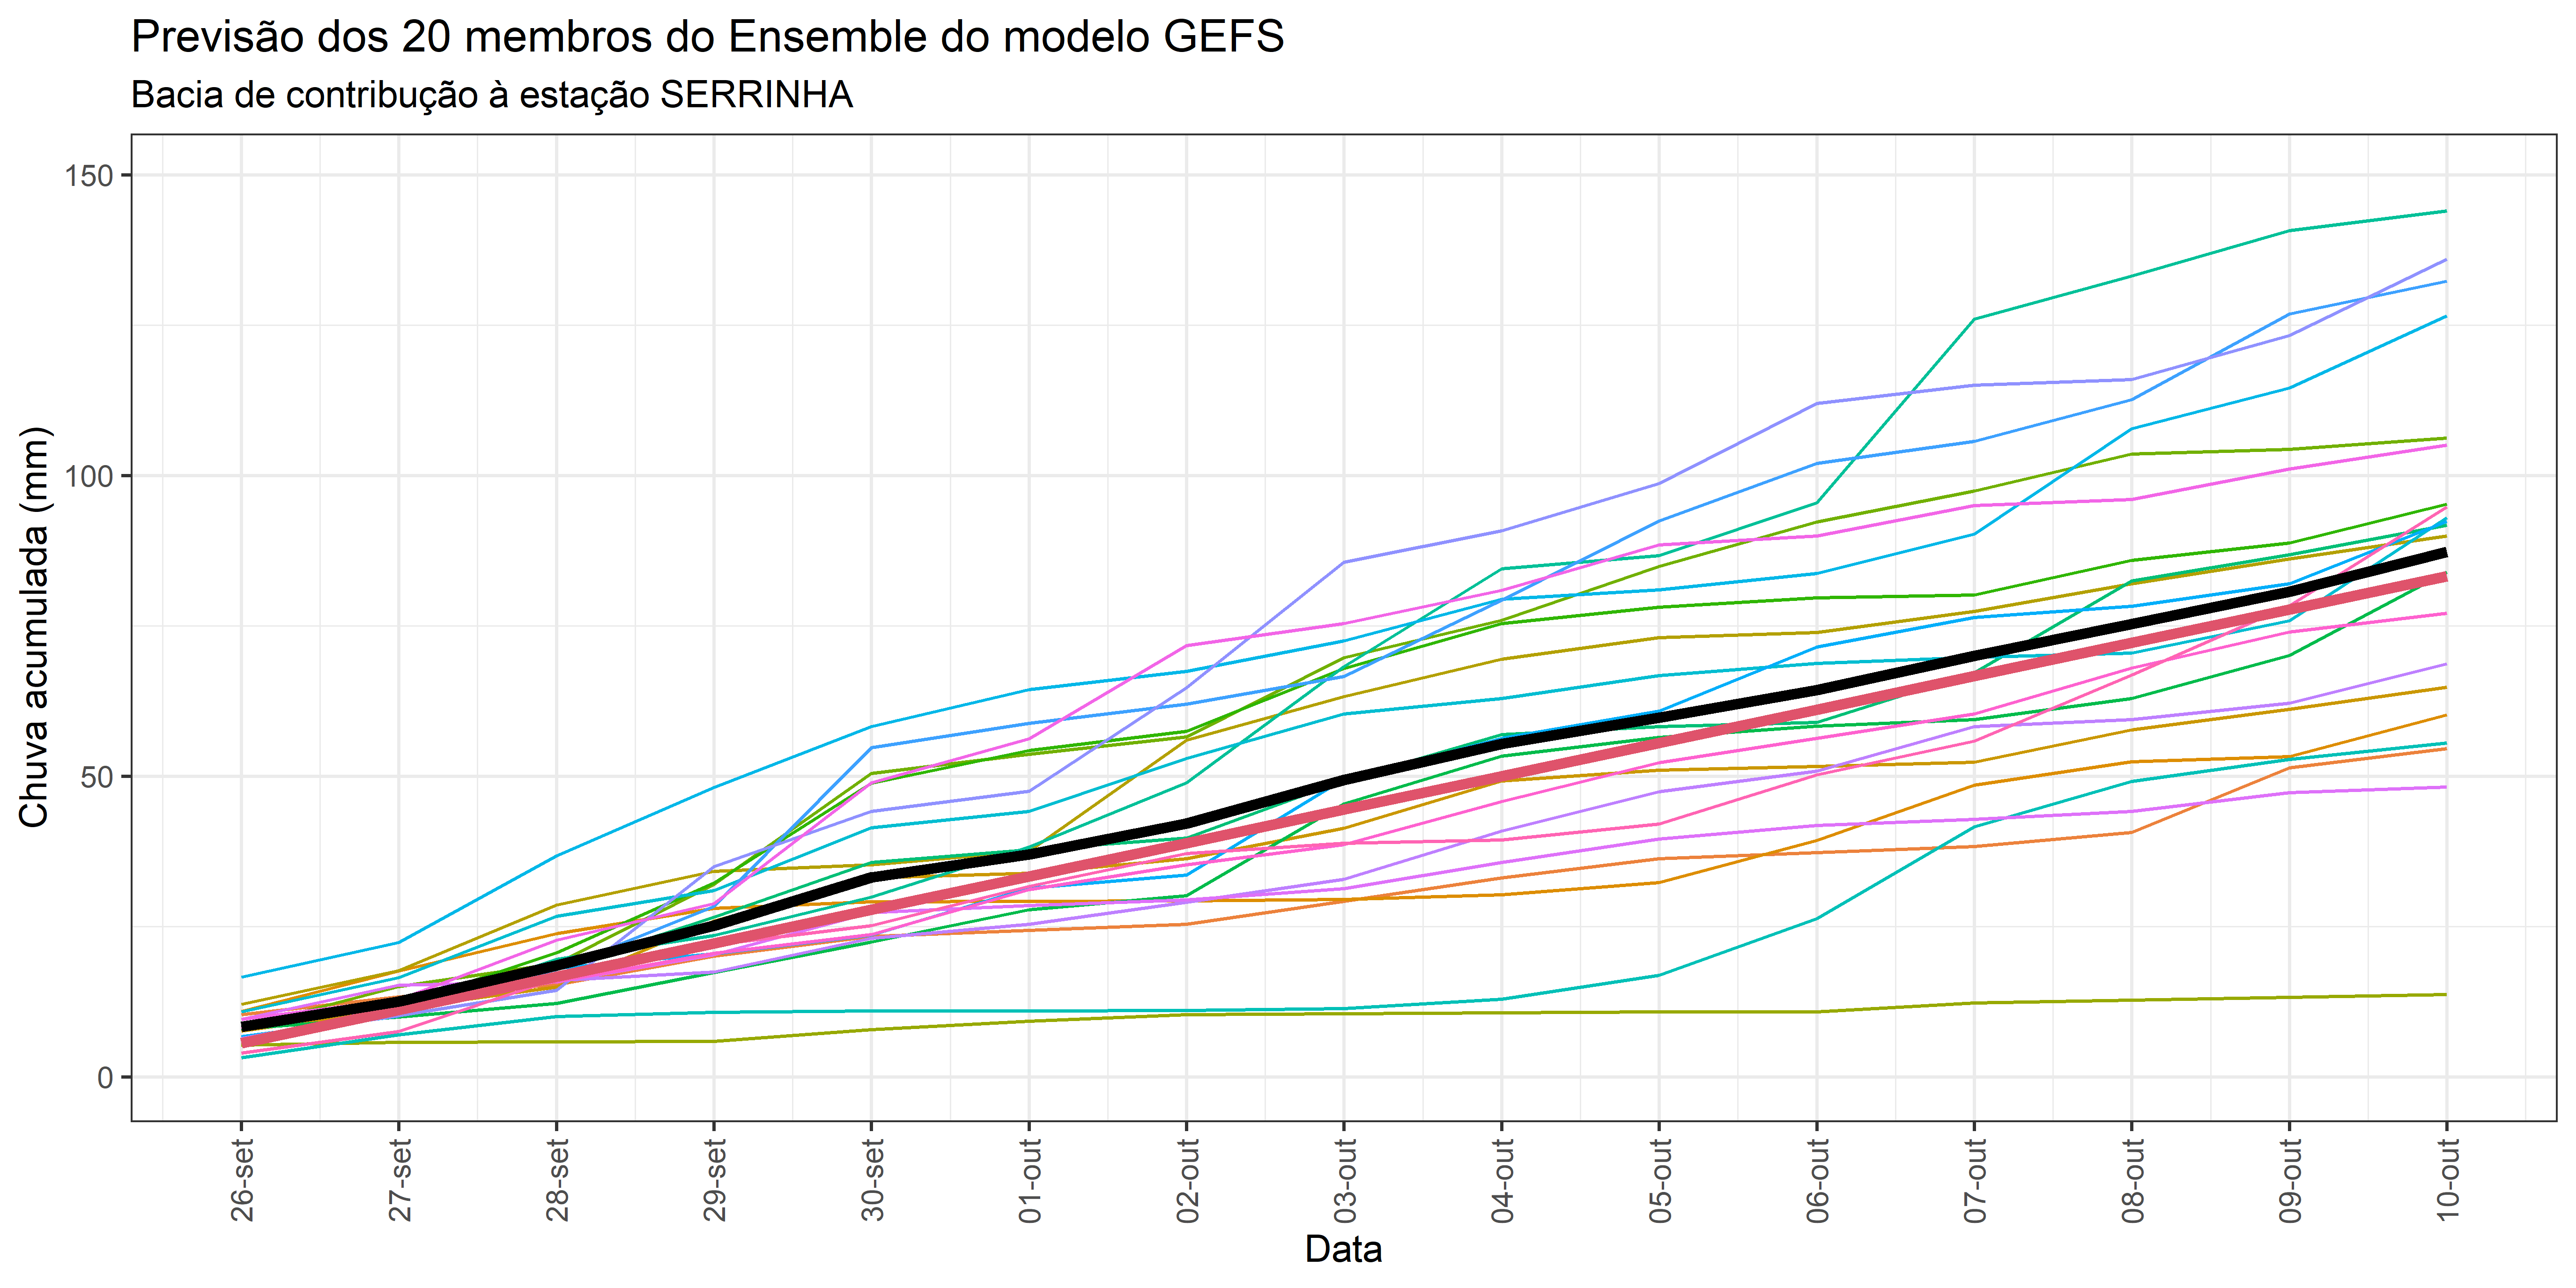 Previsão dos 20 membros do Ensemble do modelo GEFS
Bacia de contribução à estação SERRINHA
Chuva acumulada (mm)
150
100
50
0
26-set
27-set
28-set
29-set
30-set
01-out
02-out
03-out
04-out
05-out
06-out
07-out
08-out
09-out
10-out
Data